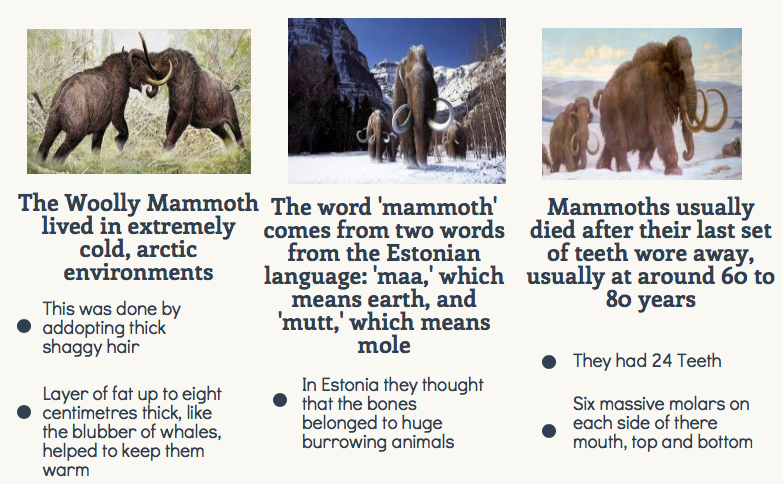 The Woolly Mammoth
lived in extremely
cold, arctic
environments
This was done by
addopting thick
shaggy hair
Layer of fat up to eight
centimetres thick, like
the blubber of whales,
helped to keep them
warm
The word 'mammoth'
comes from two words
from the Estonian
language: 'maa,' which
means earth, and
'mutt,' which means
mole
In Estonia they thought
that the bones
belonged to huge
burrowing animals
Mammoths usually
died after their last set
of teeth wore away,
usually at around 60 to
80 years
They had 24 Teeth
Six massive molars on
each side of there
mouth, top and bottom